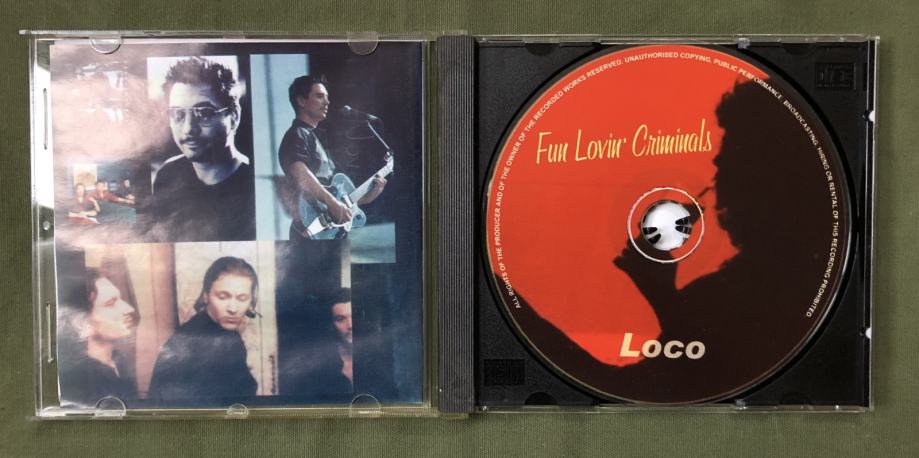 ALL RIGHTS OF THE PRODUCER AND OF THE OWNER OF THE RECORDED WORKS RESERVED. UNAUTHORISED COPYING, PUBLIC PERFORMANCE, BROADCASTING, HIRING OR RENTAL OF THIS RECORDING PROHIBITED
Fun Lovin' Criminals
Loco